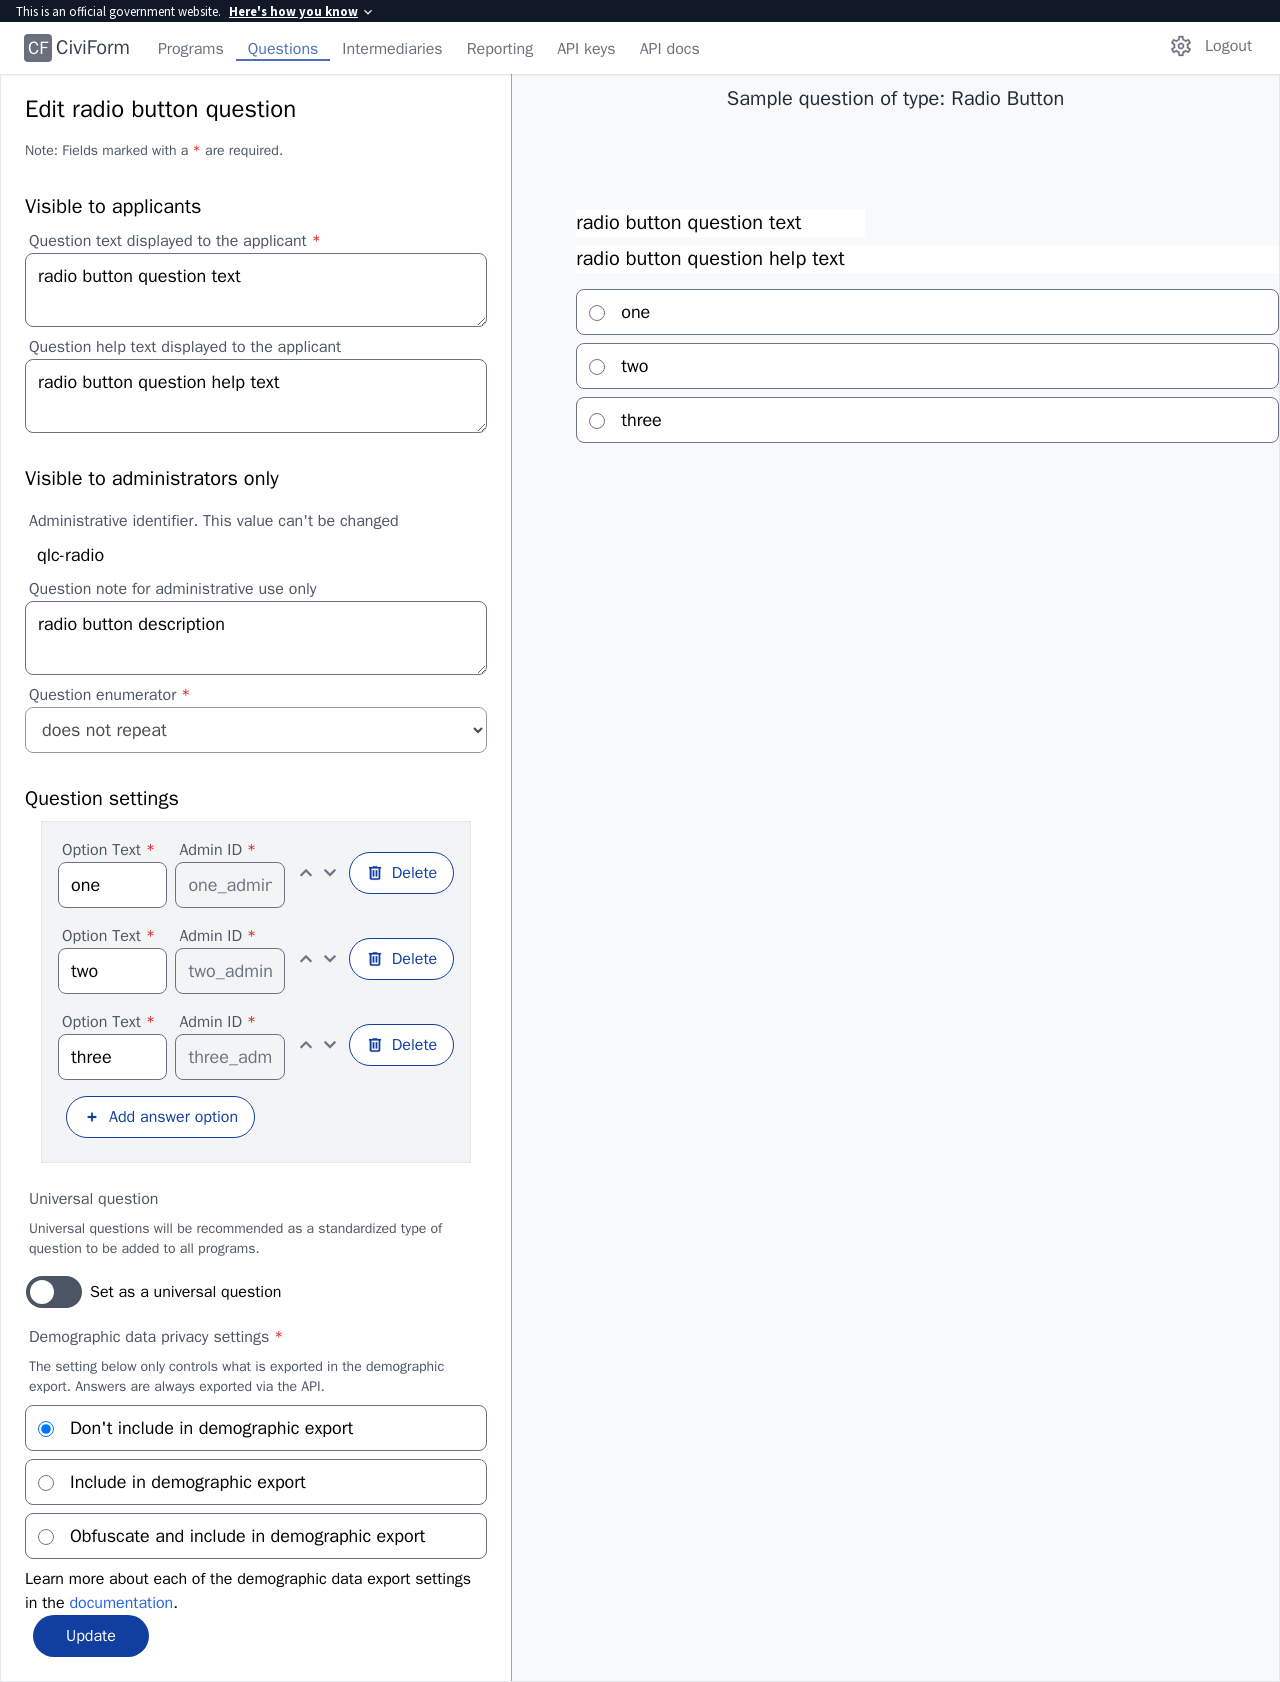 This is an official government website. Here's how you know
CF CiviForm Programs Questions Intermediaries Reporting API keys API docs Logout
Edit radio button question
Note: Fields marked with a * are required.
Visible to applicants
Question text displayed to the applicant *
radio button question text
Question help text displayed to the applicant
radio button question help text
Visible to administrators only
Administrative identifier. This value can't be changed
qlc-radio
Question note for administrative use only
radio button description
Question enumerator *
does not repeat
Question settings
Option Text * Admin ID *
one one_admin Delete
Option Text * Admin ID *
two two_admin Delete
Option Text * Admin ID *
three three_adm Delete
+ Add answer option
Universal question
Universal questions will be recommended as a standardized type of
question to be added to all programs.
Set as a universal question
Demographic data privacy settings *
The setting below only controls what is exported in the demographic
export. Answers are always exported via the API.
Don't include in demographic export
Include in demographic export
Obfuscate and include in demographic export
Learn more about each of the demographic data export settings
in the documentation.
Update
Sample question of type: Radio Button
radio button question text
radio button question help text
one
two
three